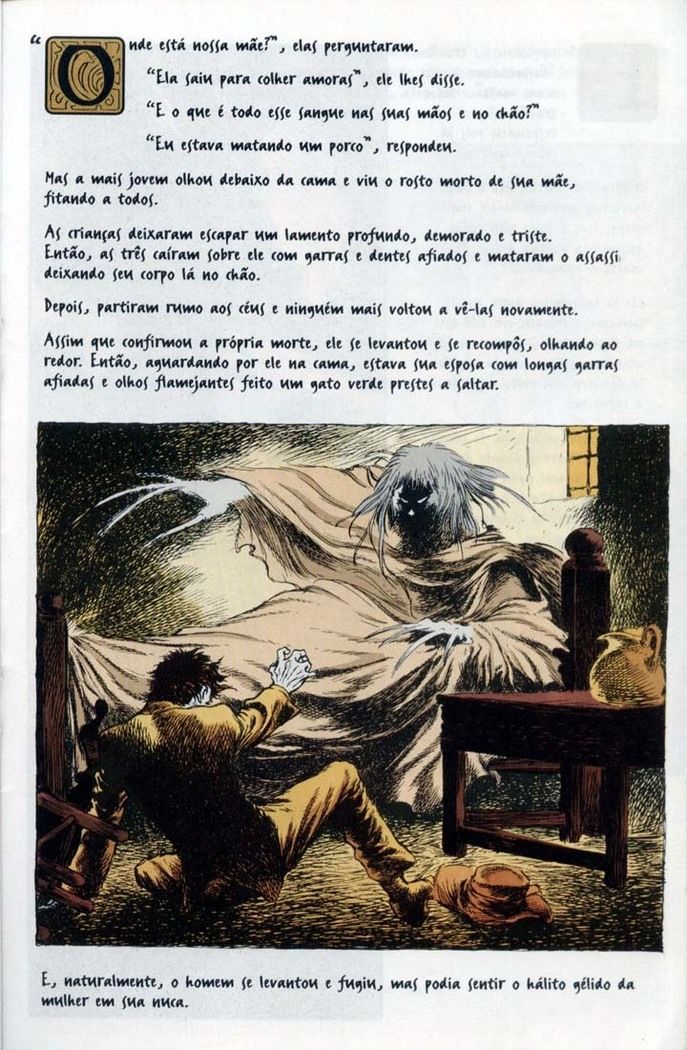 "Onde está nossa mãe?", elas perguntaram.
"Ela saiu para colher amoras", ele lhes disse.
"E o que é todo esse sangue nas suas mãos e no chão?"
"Eu estava matando um porco", respondeu.
Mas a mais jovem olhou debaixo da cama e viu o rosto morto de sua mãe,
fitando a todos.
As crianças deixaram escapar um lamento profundo, demorado e triste.
Então, as três caíram sobre ele com garras e dentes afiados e mataram o assassi
deixando seu corpo lá no chão.
Depois, partiram rumo aos céus e ninguém mais voltou a vê-las novamente.
Assim que confirmou a própria morte, ele se levantou e se recompôs, olhando ao
redor. Então, aguardando por ele na cama, estava sua esposa com longas garras
afiadas e olhos flamejantes feito um gato verde prestes a saltar.
E, naturalmente, o homem se levantou e fugiu, mas podia sentir o hálito gélido da
mulher em sua nuca.